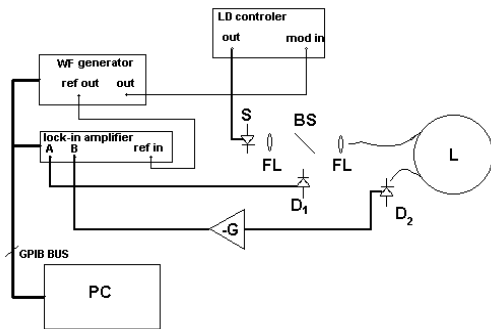 LD controler
out
mod in
WF generator
ref out
out
S
BS
lock-in amplifier
A
B
ref in
FL
FL
L
D1
D2
-G
GPIB BUS
PC